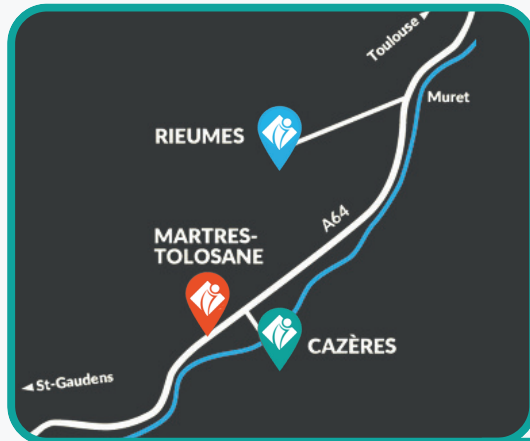 Toulouse
Muret
RIEUMES
A64
MARTRES-
TOLOSANE
CAZÈRES
St-Gaudens